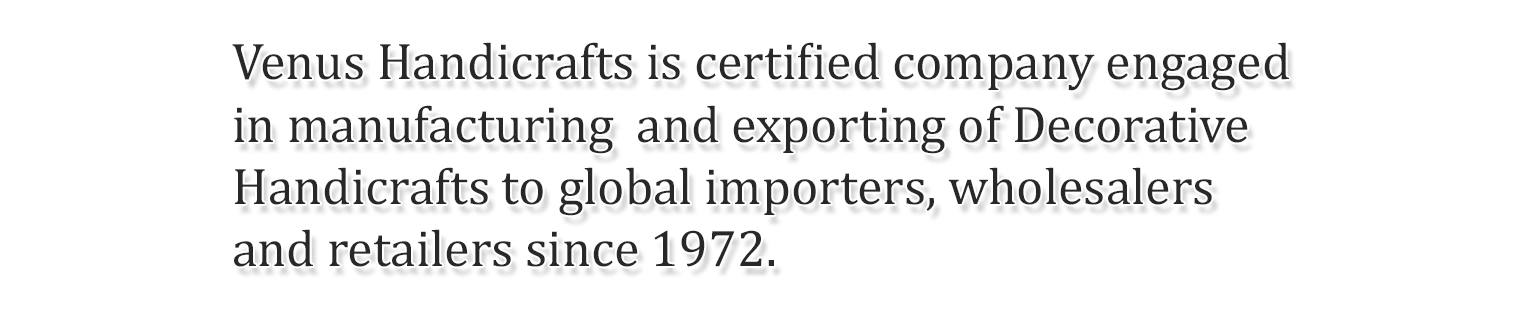 Venus Handicrafts is certified company engaged
in manufacturing  and exporting of Decorative
Handicrafts to global importers, wholesalers
and retailers since 1972.